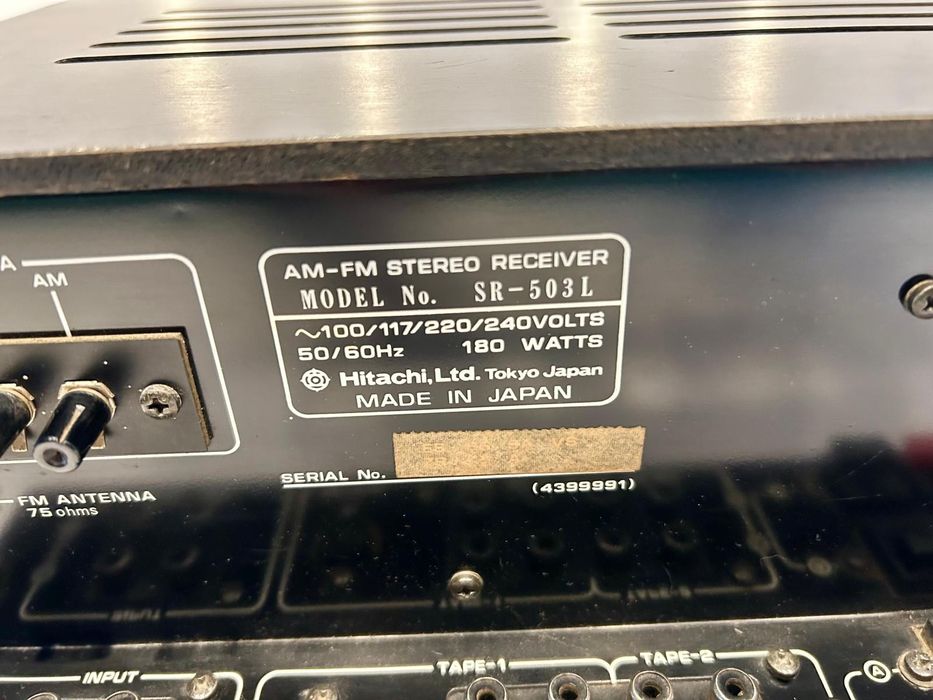 A
AM
AM-FM STEREO RECEIVER
MODEL No. SR-503L
~100/117/220/240VOLTS
50/60Hz 180 WATTS
Hitachi, Ltd. Tokyo Japan
MADE IN JAPAN
SERIAL No.
(4399991)
FM ANTENNA
75 ohms
INPUT
TAPE-1
TAPE-2
A